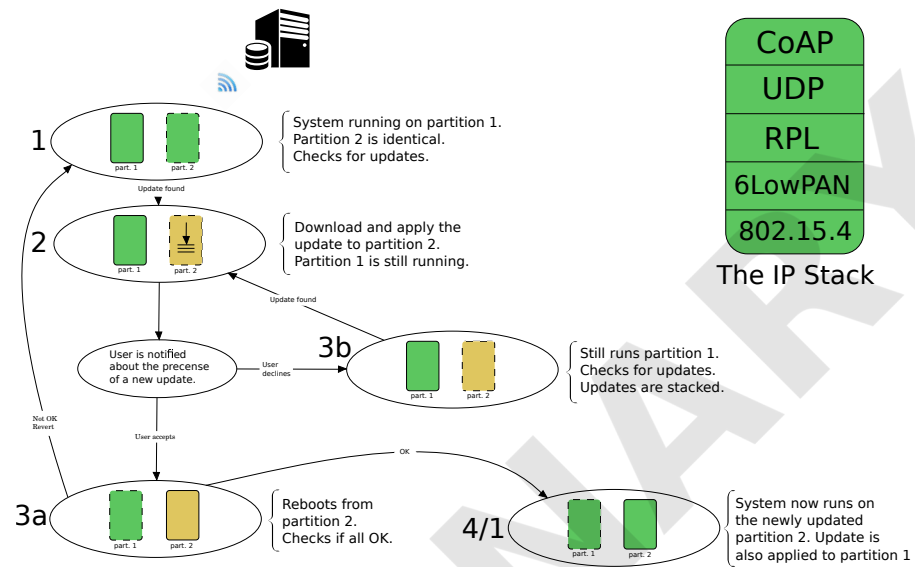 CoAP
UDP
RPL
6LowPAN
802.15.4
The IP Stack
1
part. 1
part. 2
System running on partition 1.
Partition 2 is identical.
Checks for updates.
Update found
2
part. 1
part. 2
Download and apply the
update to partition 2.
Partition 1 is still running.
Update found
User is notified
about the precense
of a new update.
User
declines
3b
part. 1
part. 2
Still runs partition 1.
Checks for updates.
Updates are stacked.
Not OK
Revert
User accepts
OK
3a
part. 1
part. 2
Reboots from
partition 2.
Checks if all OK.
4/1
part. 1
part. 2
System now runs on
the newly updated
partition 2. Update is
also applied to partition 1
NARY